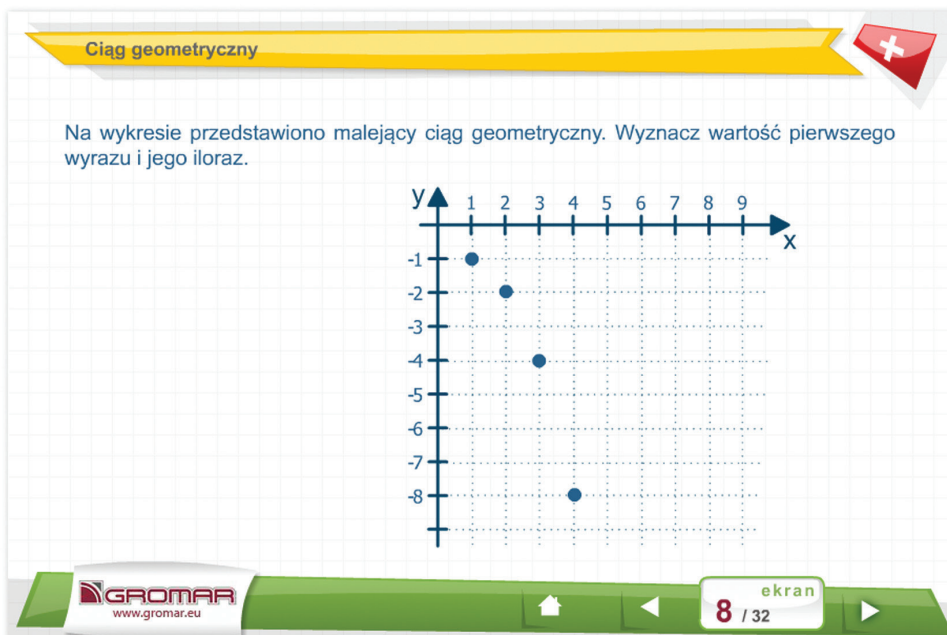 Ciąg geometryczny
Na wykresie przedstawiono malejący ciąg geometryczny. Wyznacz wartość pierwszego
wyrazu i jego iloraz.
y
1 2 3 4 5 6 7 8 9
x
-1
-2
-3
-4
-5
-6
-7
-8
GROMAR
www.gromar.eu
ekran
8 / 32